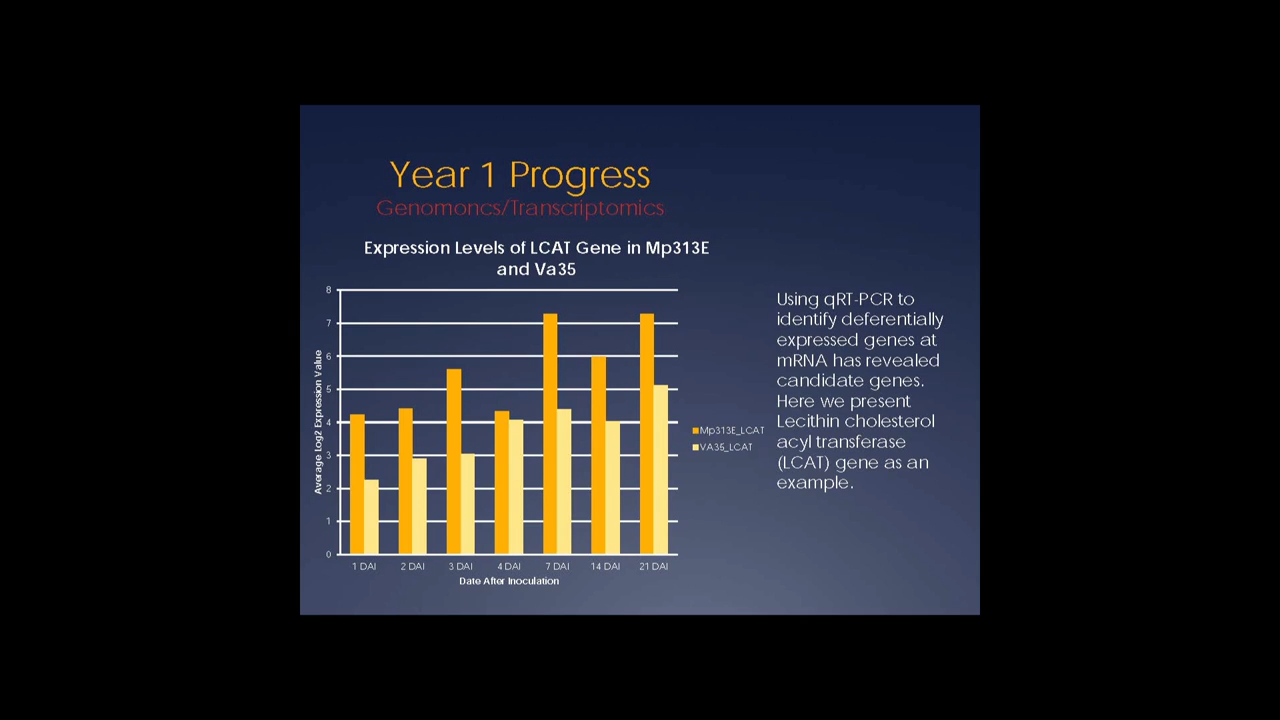 Year 1 Progress
Genomoncs/Transcriptomics
Expression Levels of LCAT Gene in Mp313E
and Va35
Average Log2 Expression Value
8
7
6
5
4
3
2
1
0
1 DAI 2 DAI 3 DAI 4 DAI 7 DAI 14 DAI 21 DAI
Date After Inoculation
Mp313E_LCAT
VA35_LCAT
Using qRT-PCR to
identify deferentially
expressed genes at
mRNA has revealed
candidate genes.
Here we present
Lecithin cholesterol
acyl transferase
(LCAT) gene as an
example.